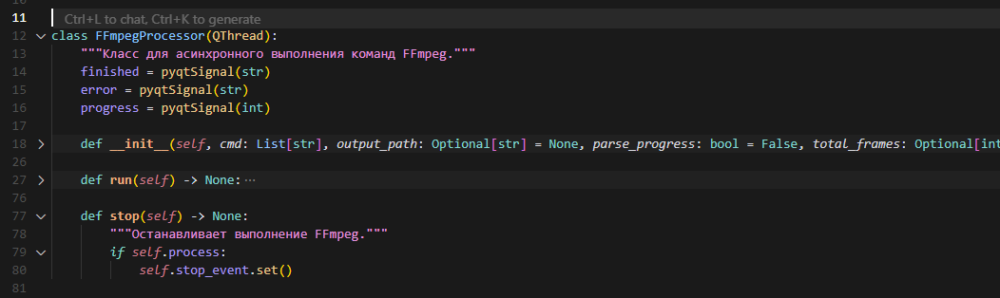 11 Ctrl+L to chat, Ctrl+K to generate
12 class FFmpegProcessor(QThread):
13 """Класс для асинхронного выполнения команд FFmpeg."""
14 finished = pyqtSignal(str)
15 error = pyqtSignal(str)
16 progress = pyqtSignal(int)
17
18 def __init__(self, cmd: List[str], output_path: Optional[str] = None, parse_progress: bool = False, total_frames: Optional[int
26
27 def run(self) -> None: ···
76
77 def stop(self) -> None:
78 """Останавливает выполнение FFmpeg."""
79 if self.process:
80 self.stop_event.set()
81